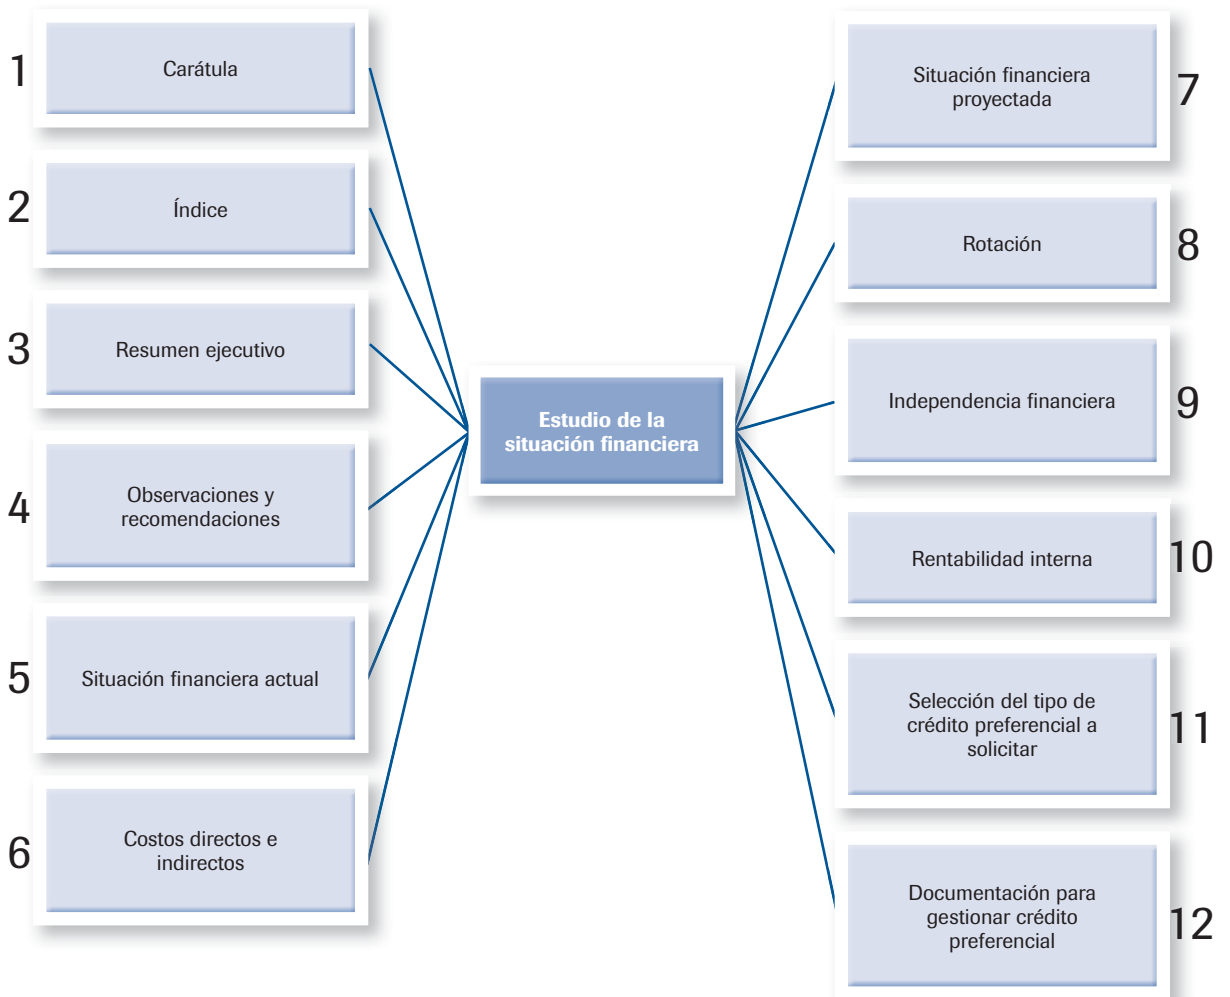 1
Carátula
2
Índice
3
Resumen ejecutivo
4
Observaciones y
recomendaciones
5
Situación financiera actual
6
Costos directos e
indirectos
Estudio de la
situación financiera
Situación financiera
proyectada
7
Rotación
8
Independencia financiera
9
Rentabilidad interna
10
Selección del tipo de
crédito preferencial a
solicitar
11
Documentación para
gestionar crédito
preferencial
12